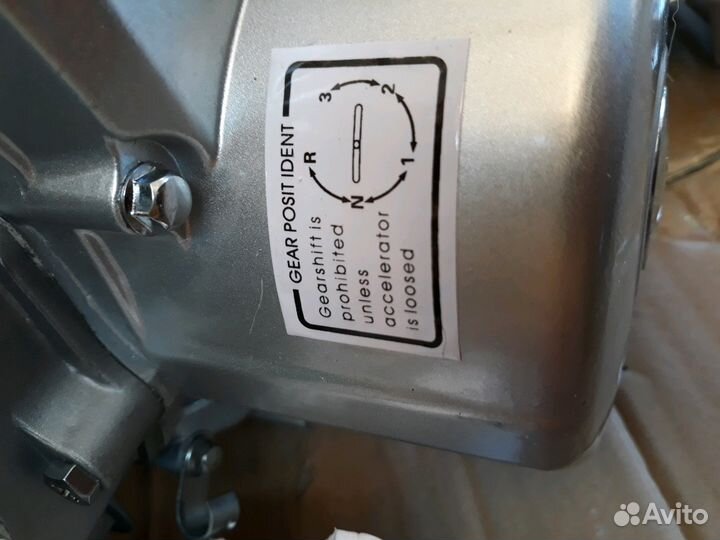 GEAR POSIT IDENT
Gearshift is
prohibited
unless
accelerator
is loosed
R
3
N
2
1
Avito